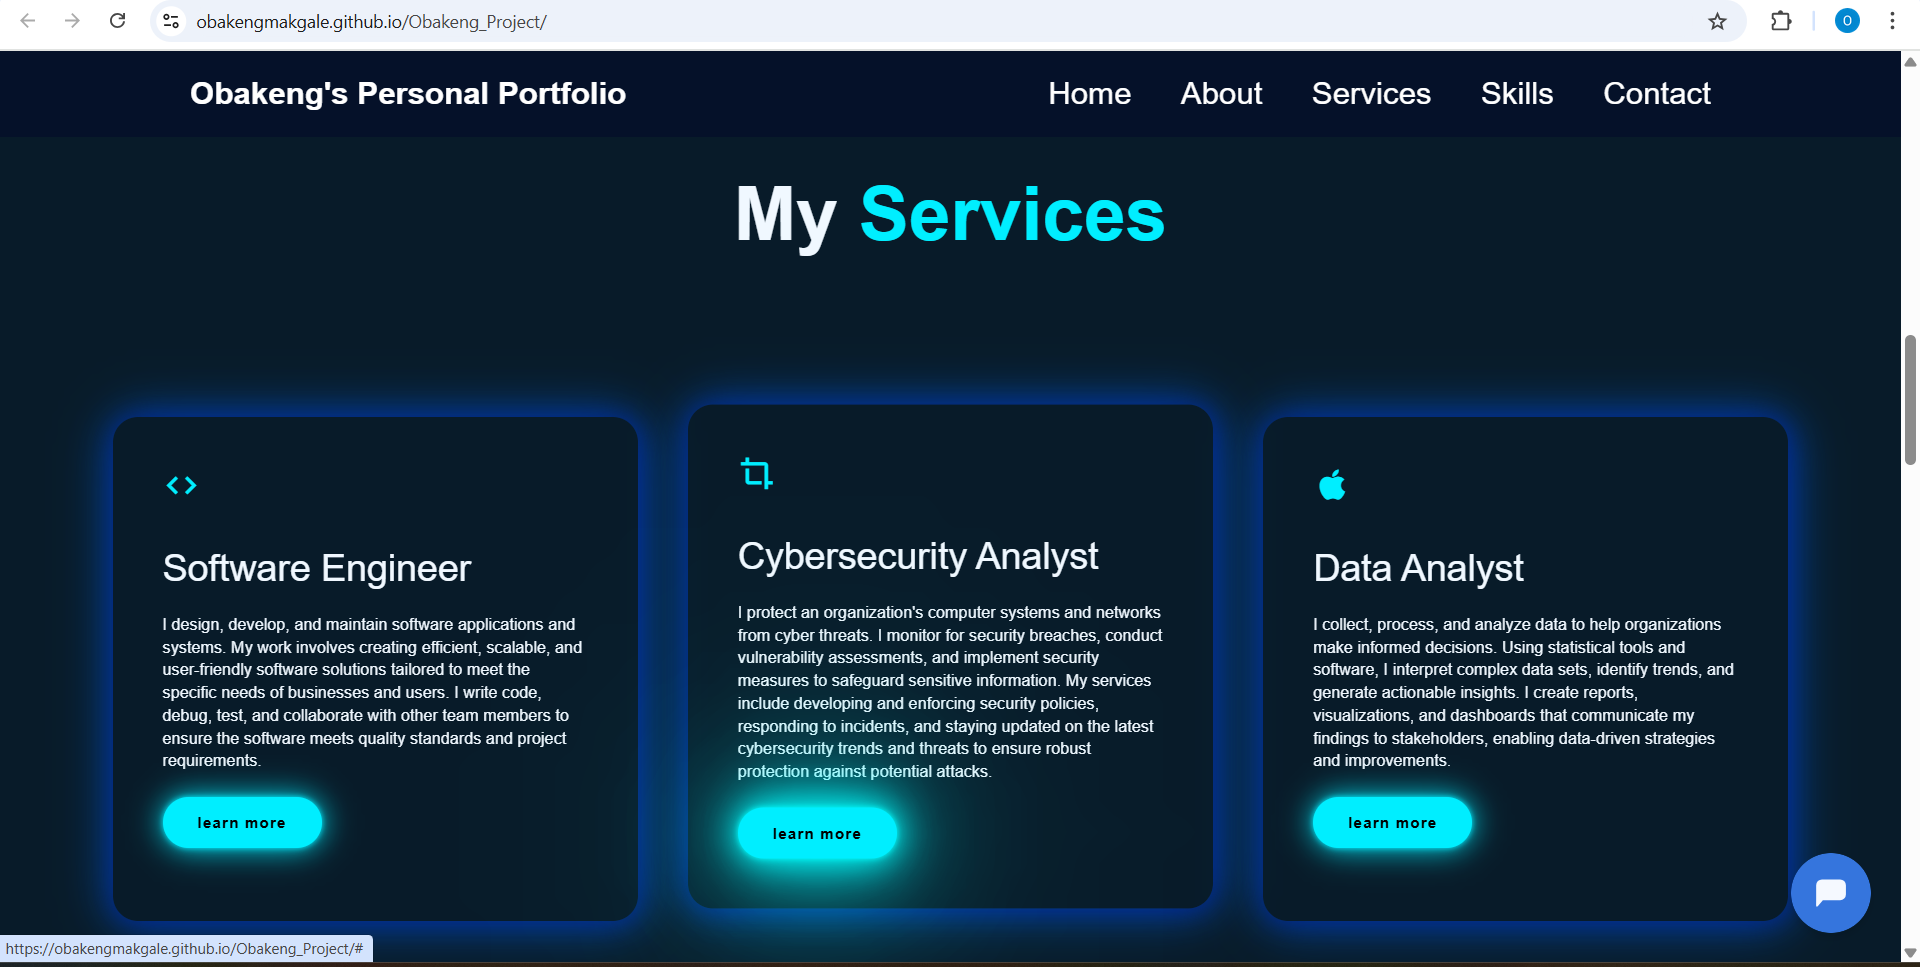 obakengmakgale.github.io/Obakeng_Project/
O
Obakeng's Personal Portfolio
Home
About
Services
Skills
Contact
My Services
Software Engineer
I design, develop, and maintain software applications and
systems. My work involves creating efficient, scalable, and
user-friendly software solutions tailored to meet the
specific needs of businesses and users. I write code,
debug, test, and collaborate with other team members to
ensure the software meets quality standards and project
requirements.
learn more
Cybersecurity Analyst
I protect an organization's computer systems and networks
from cyber threats. I monitor for security breaches, conduct
vulnerability assessments, and implement security
measures to safeguard sensitive information. My services
include developing and enforcing security policies,
responding to incidents, and staying updated on the latest
cybersecurity trends and threats to ensure robust
protection against potential attacks.
learn more
Data Analyst
I collect, process, and analyze data to help organizations
make informed decisions. Using statistical tools and
software, I interpret complex data sets, identify trends, and
generate actionable insights. I create reports,
visualizations, and dashboards that communicate my
findings to stakeholders, enabling data-driven strategies
and improvements.
learn more
https://obakengmakgale.github.io/Obakeng_Project/#